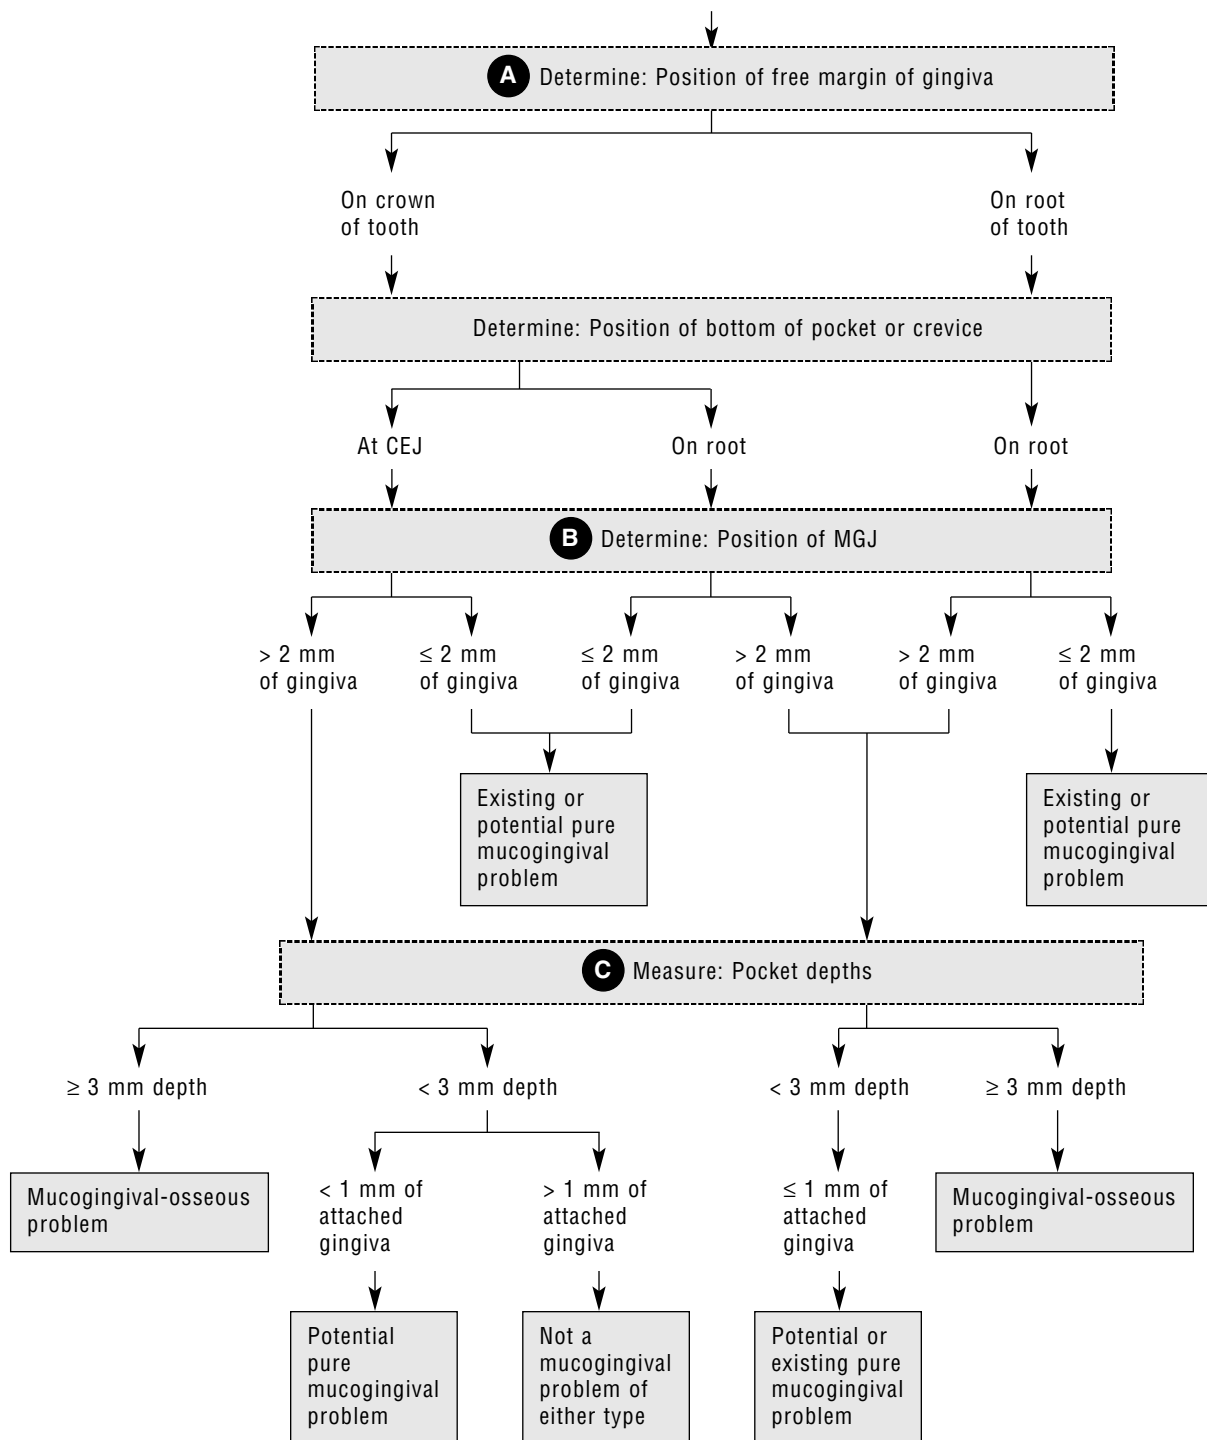 A Determine: Position of free margin of gingiva
On crown
of tooth
On root
of tooth
Determine: Position of bottom of pocket or crevice
At CEJ
On root
On root
B Determine: Position of MGJ
> 2 mm
of gingiva
≤ 2 mm
of gingiva
≤ 2 mm
of gingiva
> 2 mm
of gingiva
> 2 mm
of gingiva
≤ 2 mm
of gingiva
Existing or
potential pure
mucogingival
problem
Existing or
potential pure
mucogingival
problem
C Measure: Pocket depths
≥ 3 mm depth
< 3 mm depth
< 3 mm depth
≥ 3 mm depth
Mucogingival-osseous
problem
< 1 mm of
attached
gingiva
> 1 mm of
attached
gingiva
≤ 1 mm of
attached
gingiva
Mucogingival-osseous
problem
Potential
pure
mucogingival
problem
Not a
mucogingival
problem of
either type
Potential or
existing pure
mucogingival
problem